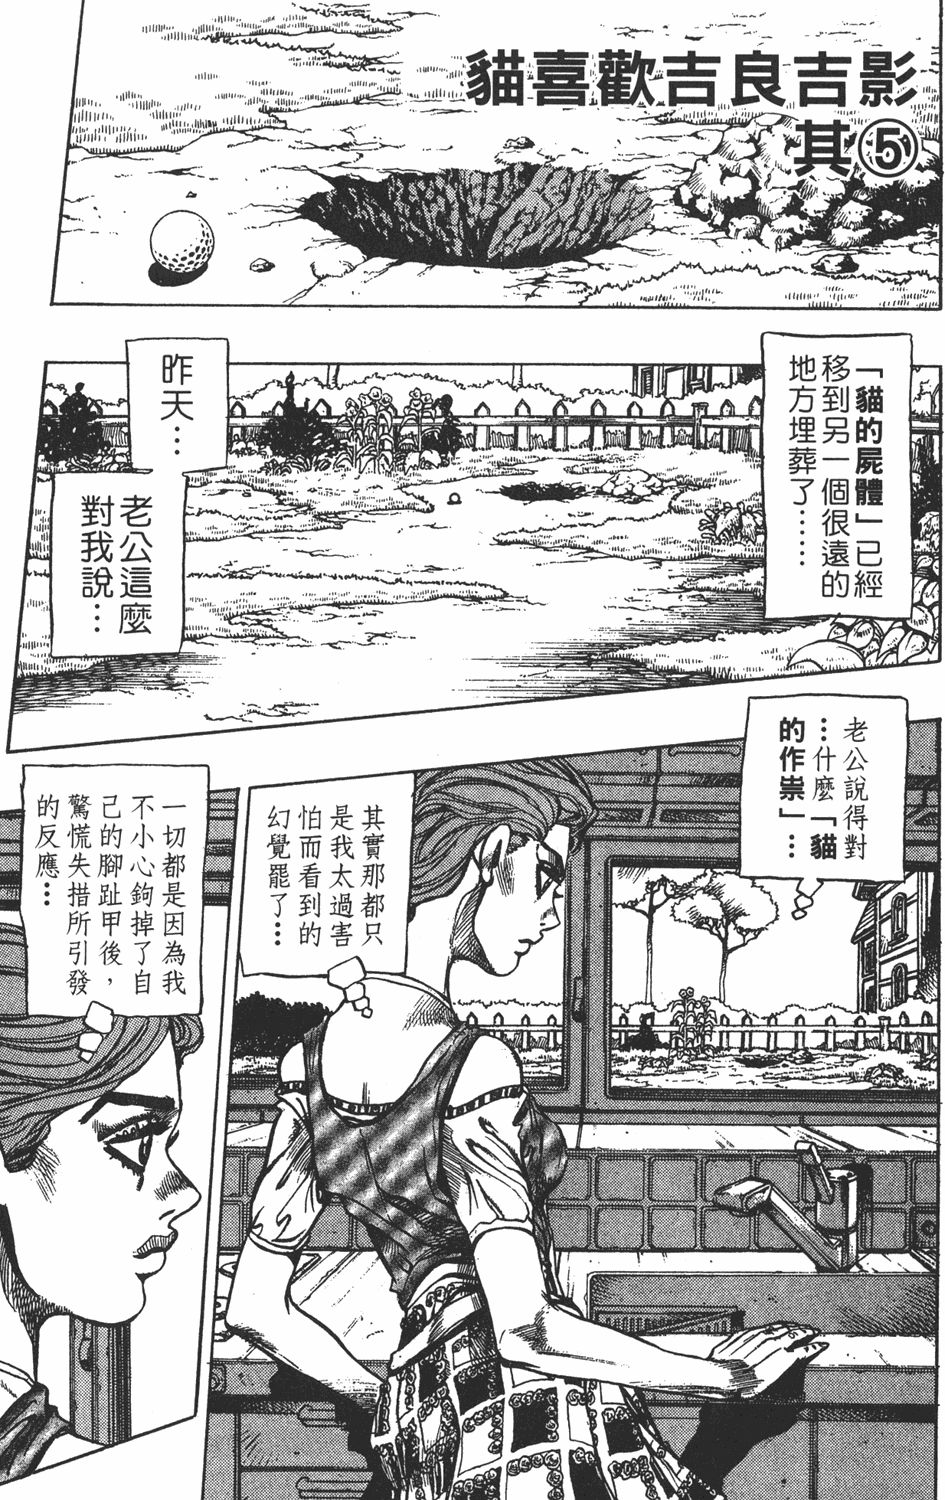 貓喜歡吉良吉影
其⑤
「貓的屍體」已經
移到另一個很遠的
地方埋葬了……
昨天…
老公這麼
對我說…
老公說得對
…什麼「貓
的作祟」…
其實那都只
是我太過害
怕而看到的
幻覺罷了…
一切都是因為我
不小心鉤掉了自
己的腳趾甲後，
驚慌失措所引發
的反應…